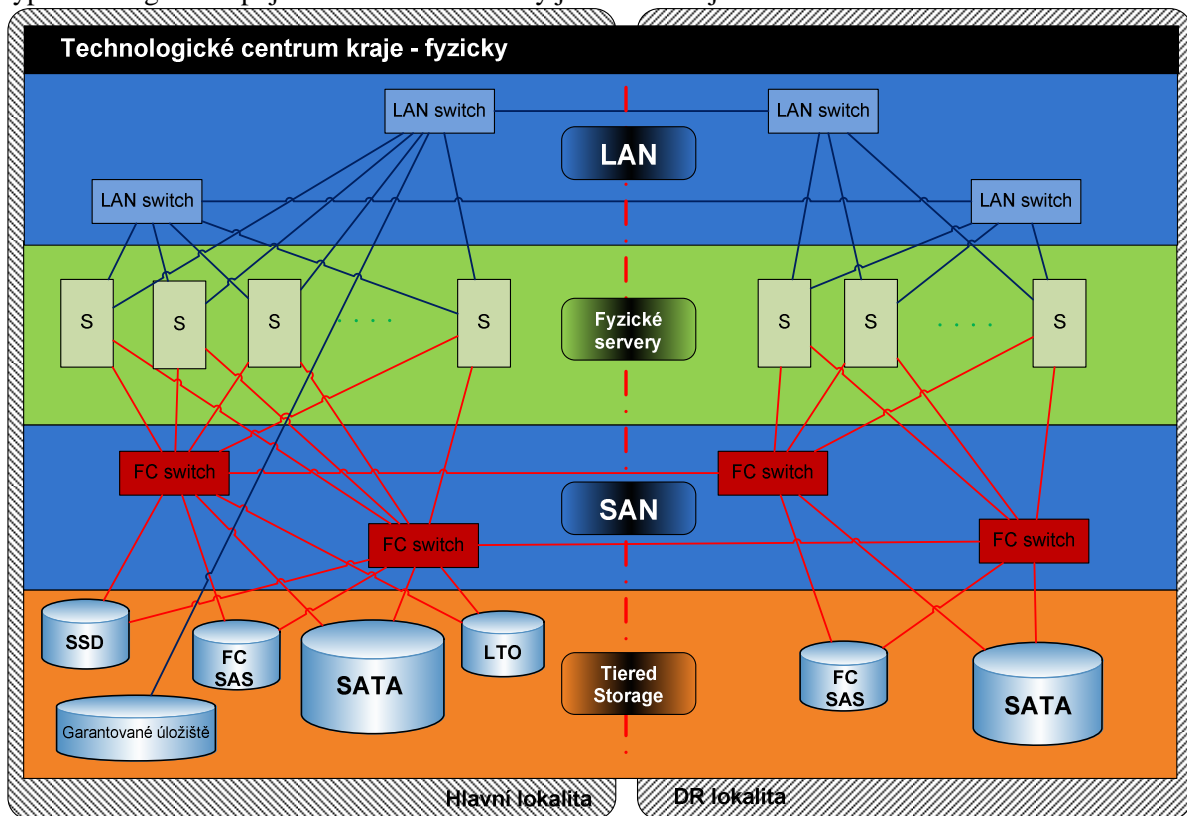 Technologické centrum kraje - fyzicky
LAN switch
LAN switch
LAN
LAN switch
LAN switch
S
S
S
. . . .
S
Fyzické
servery
S
S
. . . .
S
FC switch
FC switch
SAN
FC switch
FC switch
SSD
FC
SAS
SATA
LTO
Garantované úložiště
Tiered
Storage
FC
SAS
SATA
Hlavní lokalita
DR lokalita